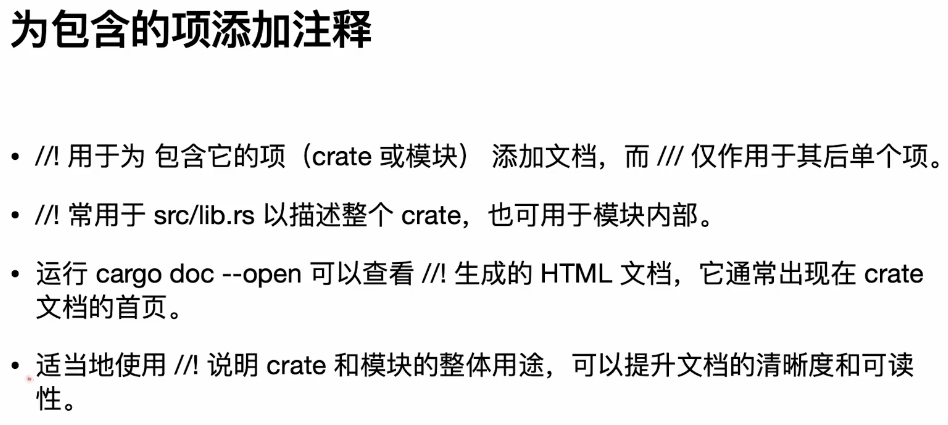 为包含的项添加注释
• //! 用于为 包含它的项（crate 或模块） 添加文档，而 /// 仅作用于其后单个项。
• //! 常用于 src/lib.rs 以描述整个 crate，也可用于模块内部。
• 运行 cargo doc --open 可以查看 //! 生成的 HTML 文档，它通常出现在 crate
文档的首页。
• 适当地使用 //! 说明 crate 和模块的整体用途，可以提升文档的清晰度和可读
性。